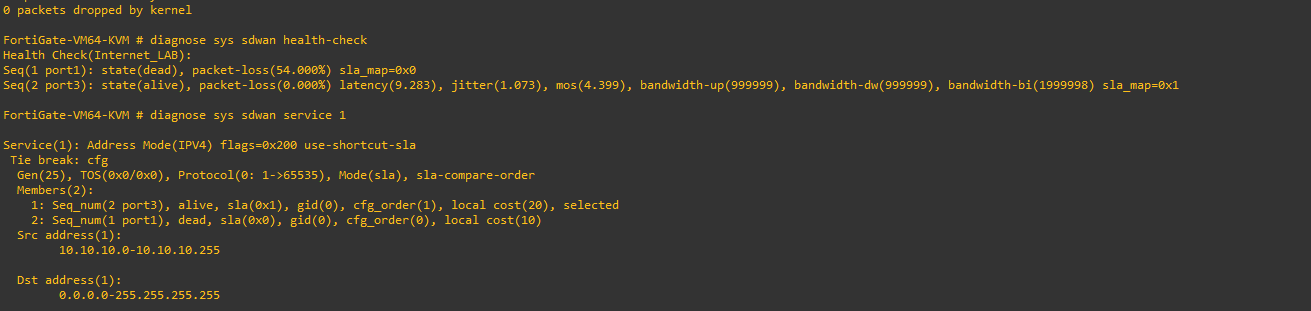 0 packets dropped by kernel
FortiGate-VM64-KVM # diagnose sys sdwan health-check
Health Check(Internet_LAB):
Seq(1 port1): state(dead), packet-loss(54.000%) sla_map=0x0
Seq(2 port3): state(alive), packet-loss(0.000%) latency(9.283), jitter(1.073), mos(4.399), bandwidth-up(999999), bandwidth-dw(999999), bandwidth-bi(1999998) sla_map=0x1
FortiGate-VM64-KVM # diagnose sys sdwan service 1
Service(1): Address Mode(IPV4) flags=0x200 use-shortcut-sla
Tie break: cfg
Gen(25), TOS(0x0/0x0), Protocol(0: 1->65535), Mode(sla), sla-compare-order
Members(2):
1: Seq_num(2 port3), alive, sla(0x1), gid(0), cfg_order(1), local cost(20), selected
2: Seq_num(1 port1), dead, sla(0x0), gid(0), cfg_order(0), local cost(10)
Src address(1):
10.10.10.0-10.10.10.255
Dst address(1):
0.0.0.0-255.255.255.255